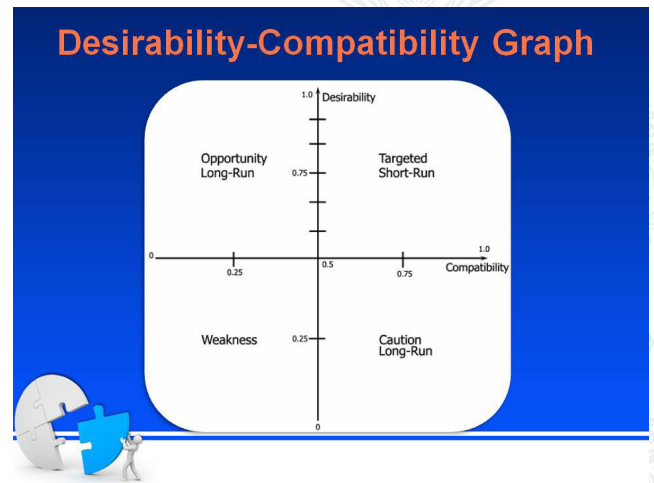 Desirability-Compatibility Graph
1.0 Desirability
Opportunity
Long-Run
Targeted
Short-Run
0.75
0
0.5
1.0
Compatibility
0.25
0.75
Weakness
0.25
Caution
Long-Run
0